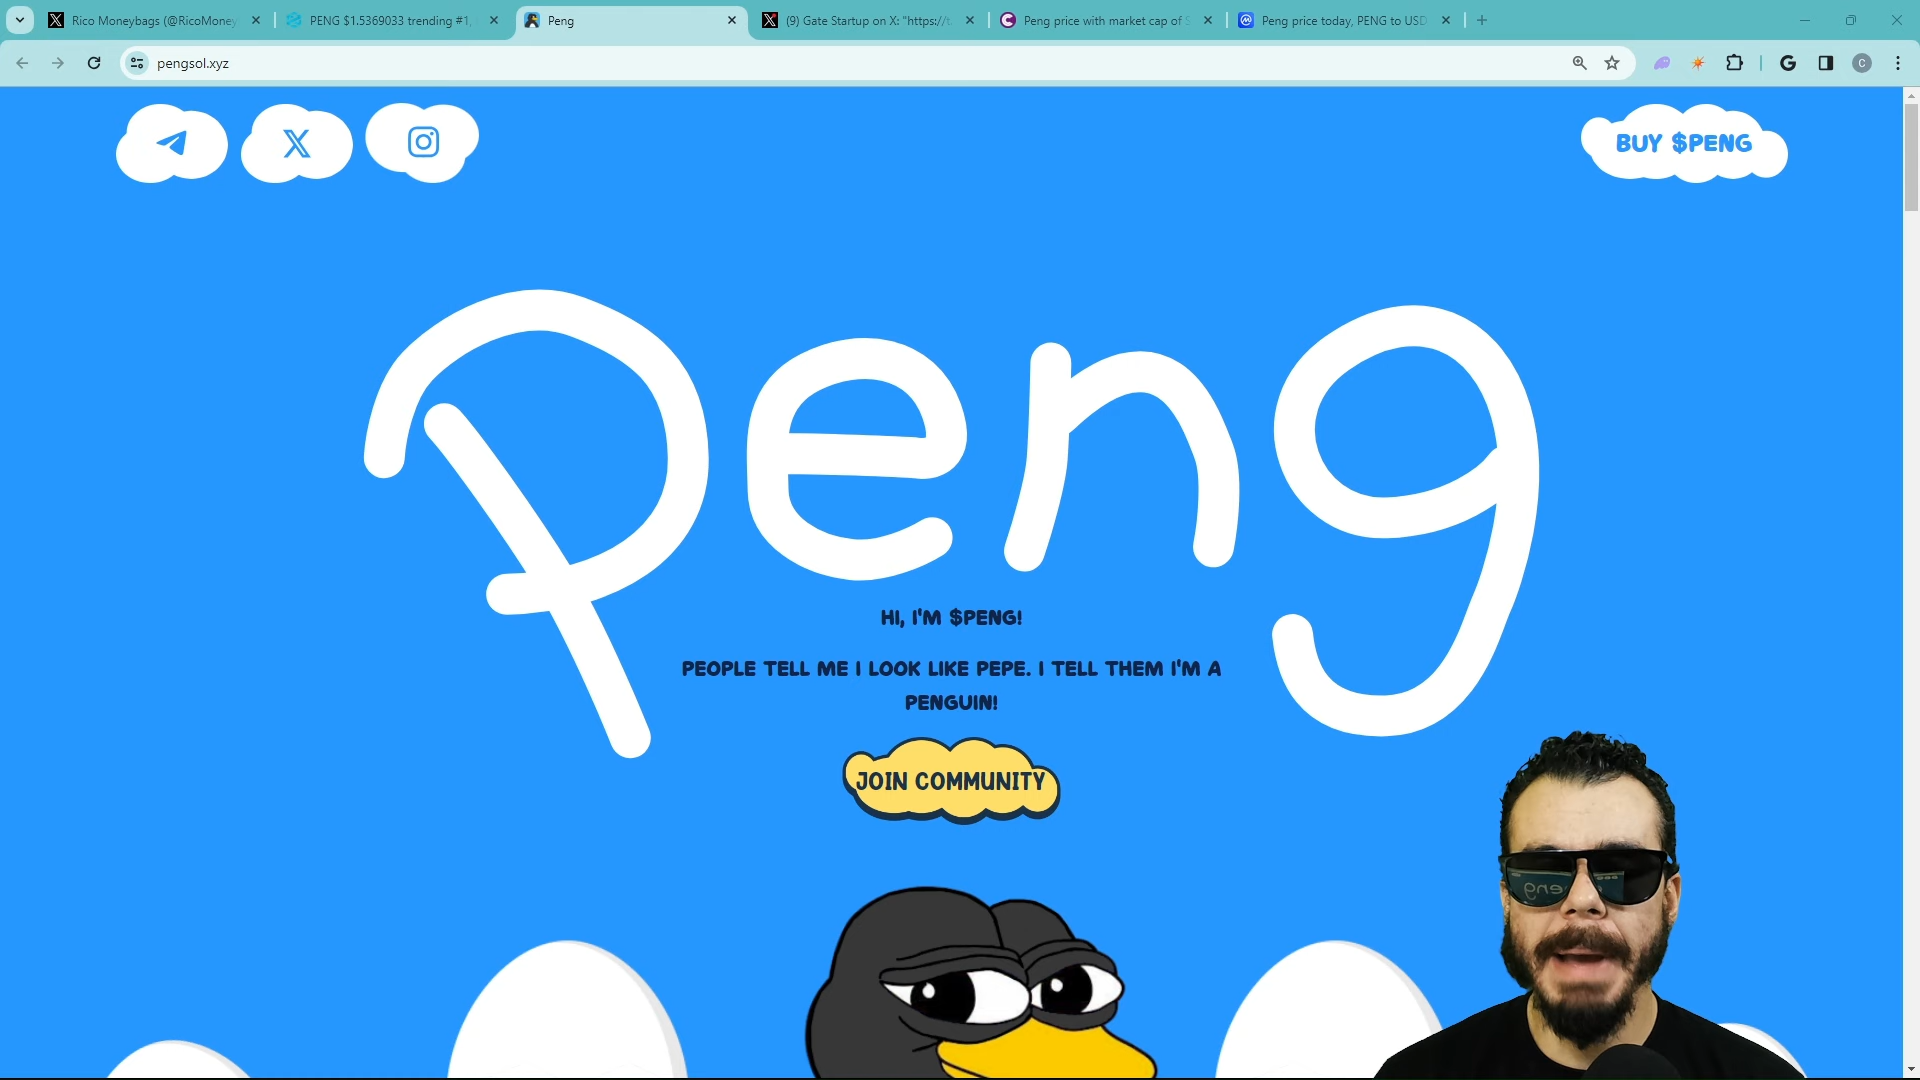 Rico Moneybags (@RicoMoney
PENG $1.5369033 trending #1,
Peng
(9) Gate Startup on X: "https://t
Peng price with market cap of $
Peng price today, PENG to USD
pengsol.xyz
G
C
BUY $PENG
Peng
HI, I'M $PENG!
PEOPLE TELL ME I LOOK LIKE PEPE. I TELL THEM I'M A
PENGUIN!
JOIN COMMUNITY